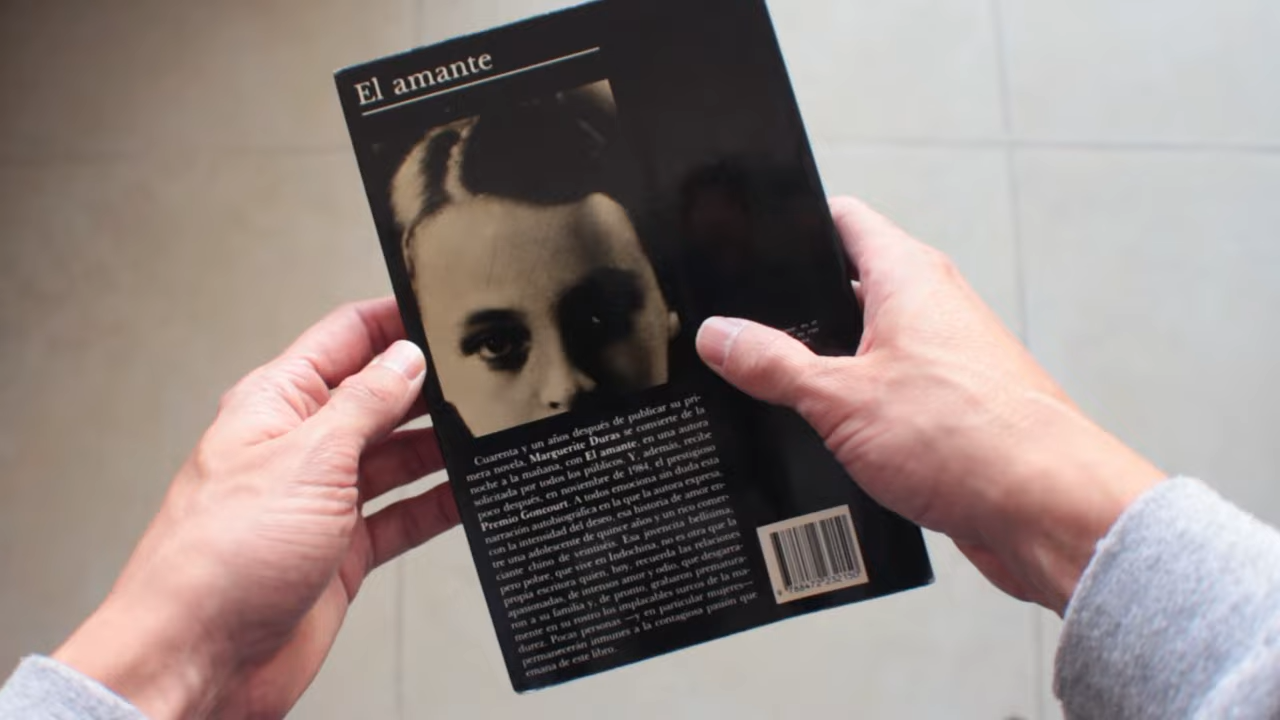 El amante
Cuarenta y un años después de publicar su pri-
mera novela, Marguerite Duras se convierte de la
noche a la mañana, con El amante, en una autora
solicitada por todos los públicos. Y, además, recibe
poco después, en noviembre de 1984, el prestigioso
Premio Goncourt. A todos emociona sin duda esta
narración autobiográfica en la que la autora expresa,
con la intensidad del deseo, esa historia de amor en-
tre una adolescente de quince años y un rico comer-
ciante chino de veintiséis. Esa jovencita bellísima,
pero pobre, que vive en Indochina, no es otra que la
propia escritora quien, hoy, recuerda las relaciones
apasionadas, de intensos amor y odio, que desgarra-
ron a su familia y, de pronto, grabaron prematura-
mente en su rostro los implacables surcos de la ma-
durez. Pocas personas —y en particular mujeres—
permanecerán inmunes a la contagiosa pasión que
emana de este libro.
9 788472 232150